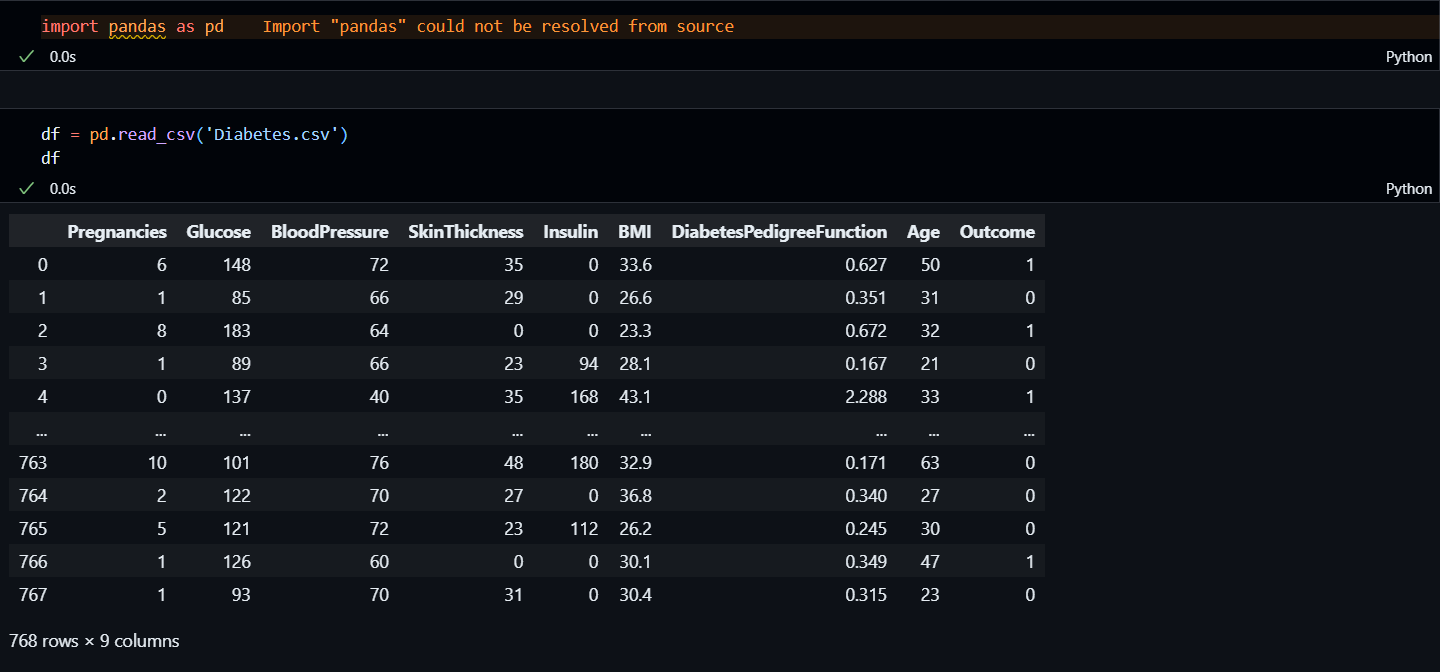 import pandas as pd    Import "pandas" could not be resolved from source
0.0s Python
df = pd.read_csv('Diabetes.csv')
df
0.0s Python
Pregnancies Glucose BloodPressure SkinThickness Insulin BMI DiabetesPedigreeFunction Age Outcome
0 6 148 72 35 0 33.6 0.627 50 1
1 1 85 66 29 0 26.6 0.351 31 0
2 8 183 64 0 0 23.3 0.672 32 1
3 1 89 66 23 94 28.1 0.167 21 0
4 0 137 40 35 168 43.1 2.288 33 1
... ... ... ... ... ... ... ... ... ...
763 10 101 76 48 180 32.9 0.171 63 0
764 2 122 70 27 0 36.8 0.340 27 0
765 5 121 72 23 112 26.2 0.245 30 0
766 1 126 60 0 0 30.1 0.349 47 1
767 1 93 70 31 0 30.4 0.315 23 0
768 rows × 9 columns